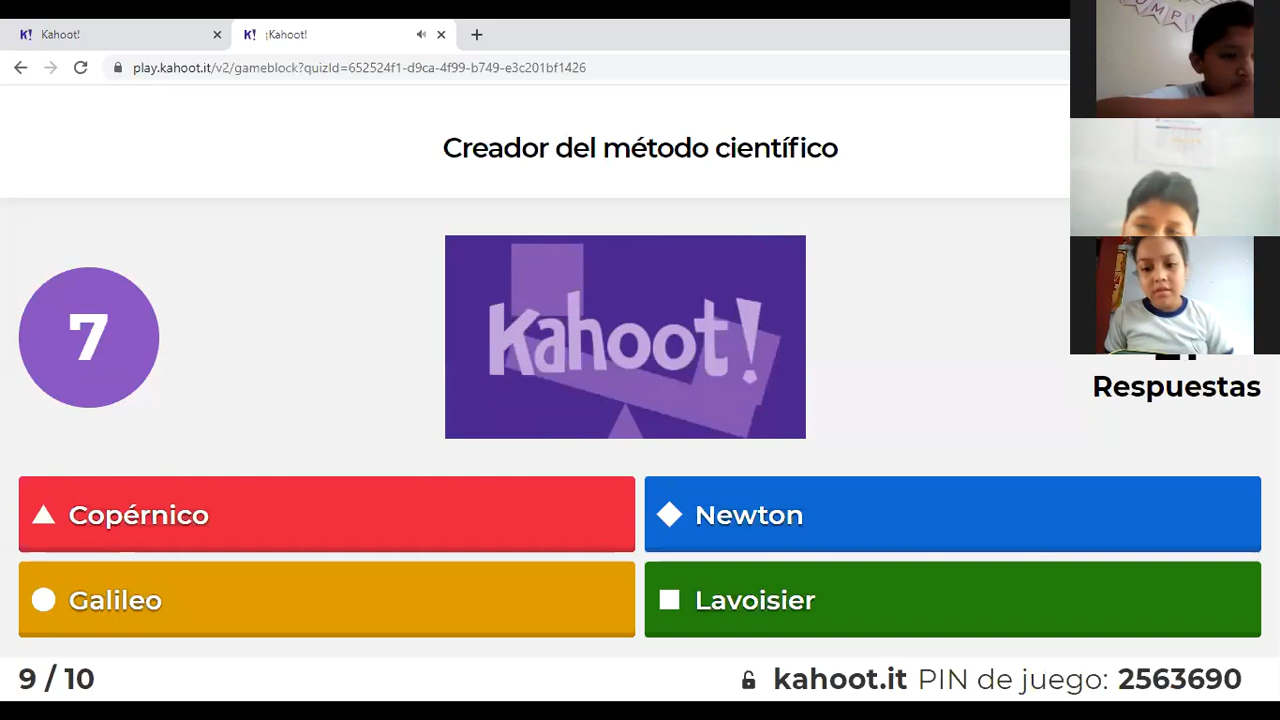 K! Kahoot!
K! ¡Kahoot!
play.kahoot.it/v2/gameblock?quizId=652524f1-d9ca-4f99-b749-e3c201bf1426
Creador del método científico
7
Kahoot!
Respuestas
Copérnico
Newton
Galileo
Lavoisier
9 / 10
kahoot.it PIN de juego: 2563690